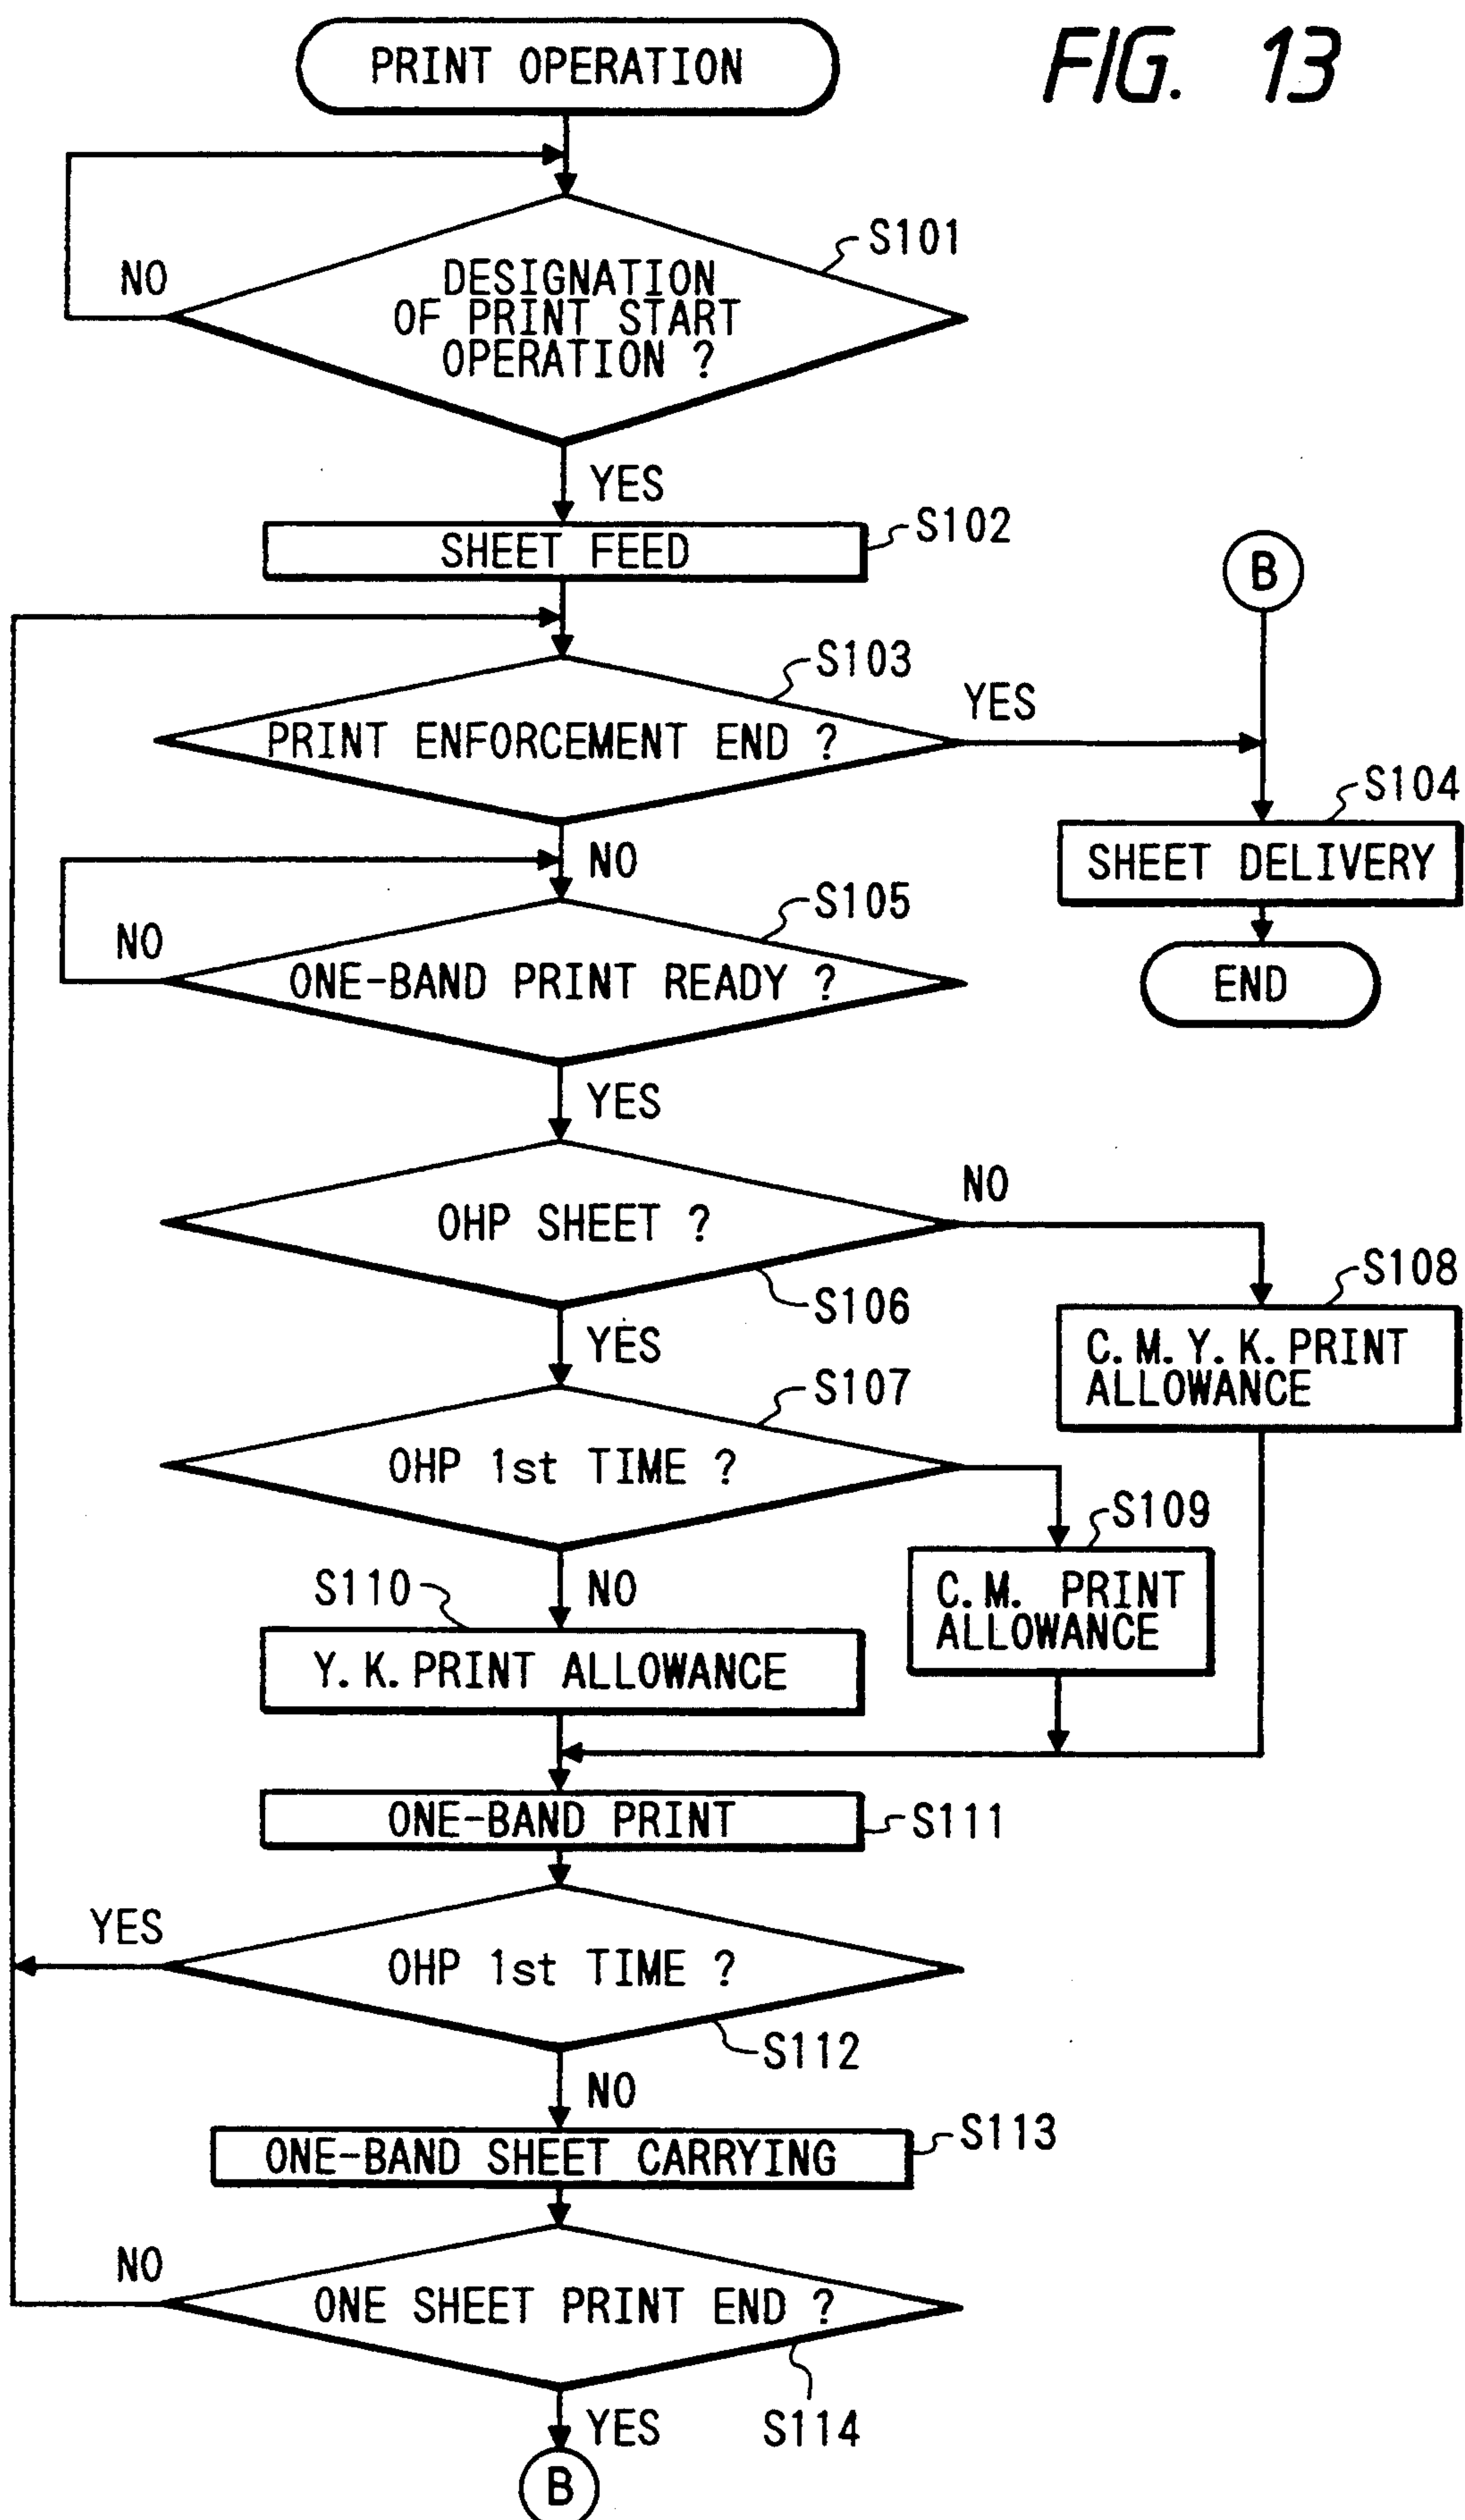 FIG. 13
PRINT OPERATION
S101
NO
DESIGNATION
OF PRINT START
OPERATION ?
YES
SHEET FEED
S102
B
S103
YES
PRINT ENFORCEMENT END ?
S104
SHEET DELIVERY
NO
S105
NO
ONE-BAND PRINT READY ?
END
YES
NO
OHP SHEET ?
S106
S108
YES
C.M.Y.K.PRINT
ALLOWANCE
S107
OHP 1st TIME ?
S109
S110
NO
C.M. PRINT
ALLOWANCE
Y.K.PRINT ALLOWANCE
ONE-BAND PRINT
S111
YES
OHP 1st TIME ?
S112
NO
S113
ONE-BAND SHEET CARRYING
NO
ONE SHEET PRINT END ?
YES
S114
B